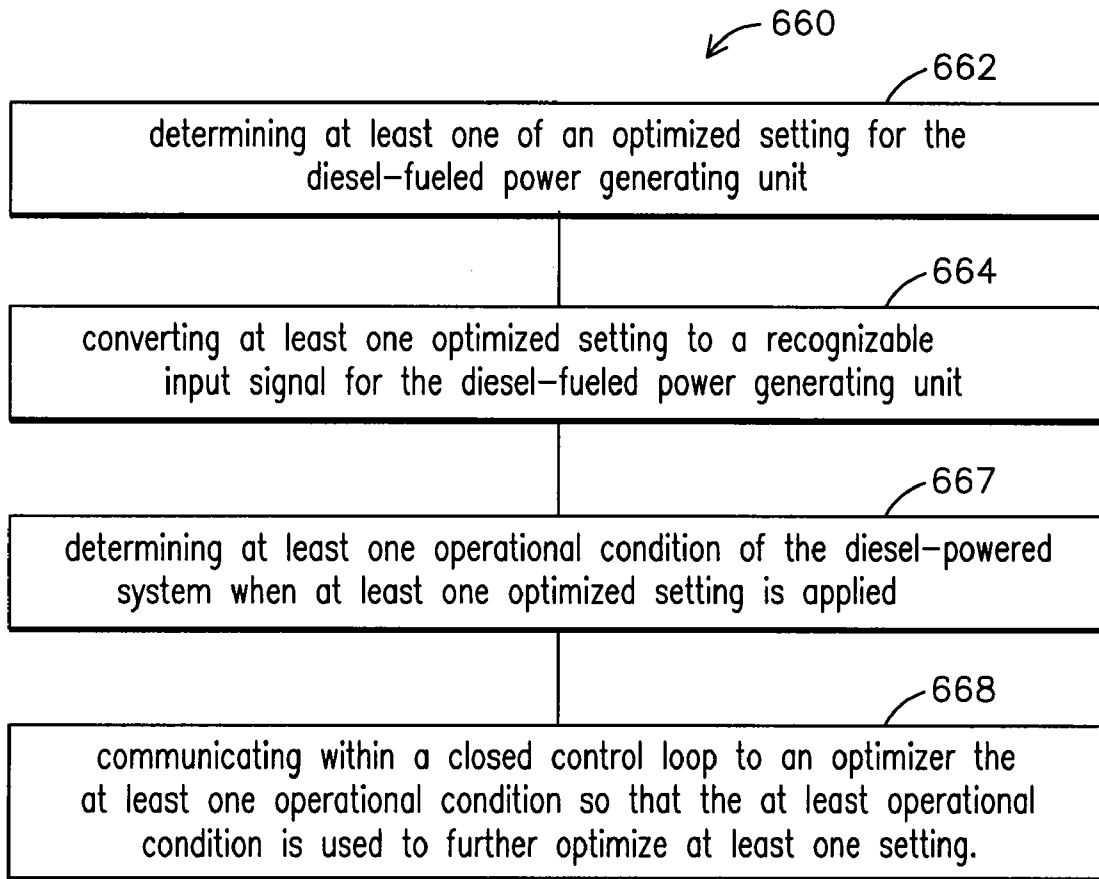 660
662
determining at least one of an optimized setting for the
diesel-fueled power generating unit
664
converting at least one optimized setting to a recognizable
input signal for the diesel-fueled power generating unit
667
determining at least one operational condition of the diesel-powered
system when at least one optimized setting is applied
668
communicating within a closed control loop to an optimizer the
at least one operational condition so that the at least operational
condition is used to further optimize at least one setting.